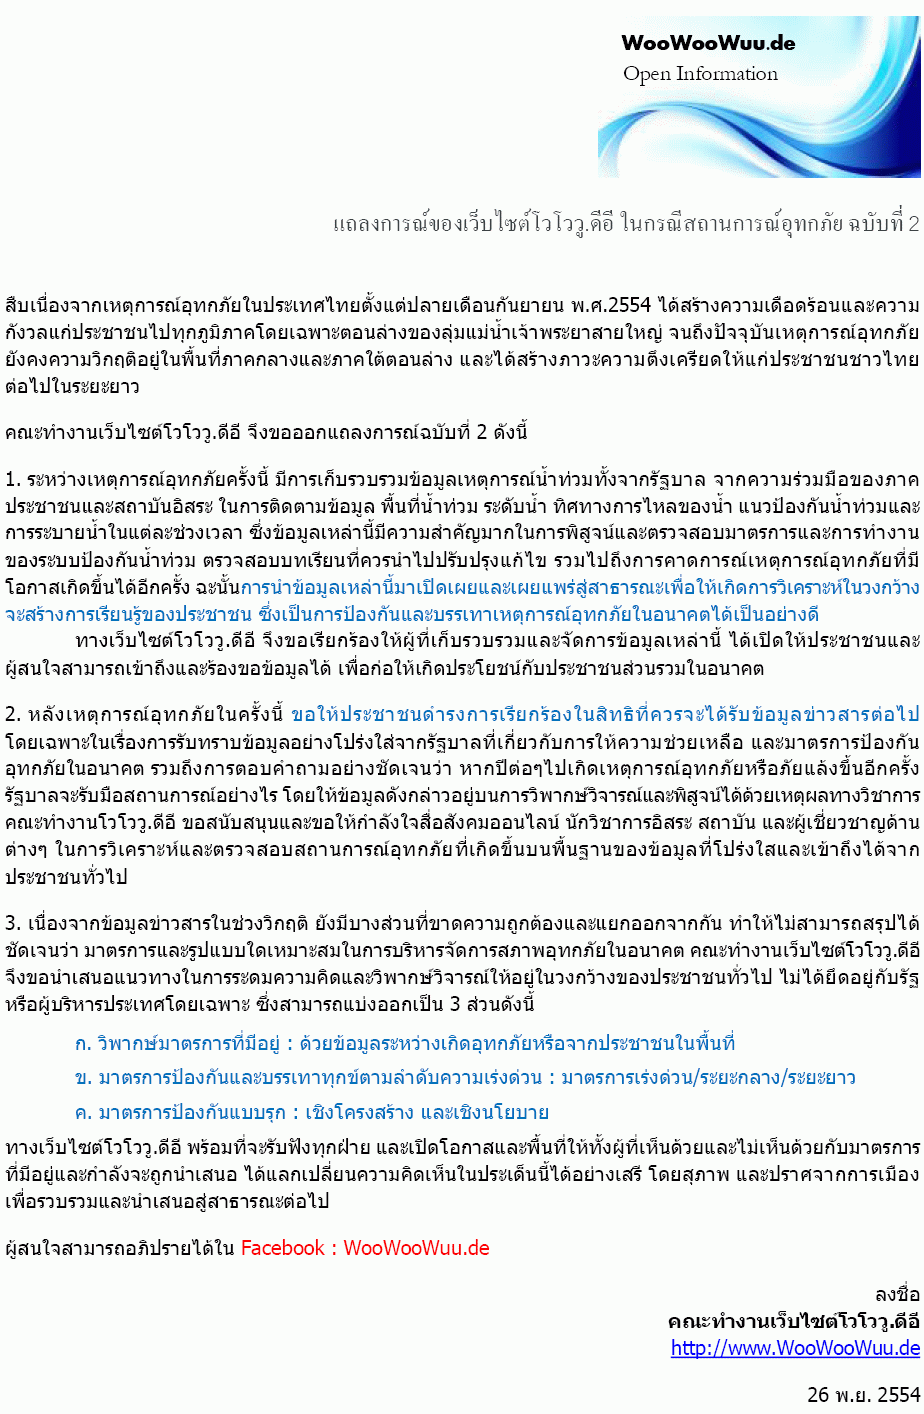 WooWooWuu.de
Open Information
แถลงการณ์ของเว็บไซต์โวโววู.ดีอี ในกรณีสถานการณ์อุทกภัย ฉบับที่ 2
สืบเนื่องจากเหตุการณ์อุทกภัยในประเทศไทยตั้งแต่ปลายเดือนกันยายน พ.ศ.2554 ได้สร้างความเดือดร้อนและความ
กังวลแก่ประชาชนไปทุกภูมิภาคโดยเฉพาะตอนล่างของลุ่มแม่น้ำเจ้าพระยาสายใหญ่ จนถึงปัจจุบันเหตุการณ์อุทกภัย
ยังคงความวิกฤติอยู่ในพื้นที่ภาคกลางและภาคใต้ตอนล่าง และได้สร้างภาวะความตึงเครียดให้แก่ประชาชนชาวไทย
ต่อไปในระยะยาว
คณะทำงานเว็บไซต์โวโววู.ดีอี จึงขอออกแถลงการณ์ฉบับที่ 2 ดังนี้
1. ระหว่างเหตุการณ์อุทกภัยครั้งนี้ มีการเก็บรวบรวมข้อมูลเหตุการณ์น้ำท่วมทั้งจากรัฐบาล จากความร่วมมือของภาค
ประชาชนและสถาบันอิสระ ในการติดตามข้อมูล พื้นที่น้ำท่วม ระดับน้ำ ทิศทางการไหลของน้ำ แนวป้องกันน้ำท่วมและ
การระบายน้ำในแต่ละช่วงเวลา ซึ่งข้อมูลเหล่านี้มีความสำคัญมากในการพิสูจน์และตรวจสอบมาตรการและการทำงาน
ของระบบป้องกันน้ำท่วม ตรวจสอบบทเรียนที่ควรนำไปปรับปรุงแก้ไข รวมไปถึงการคาดการณ์เหตุการณ์อุทกภัยที่มี
โอกาสเกิดขึ้นได้อีกครั้ง ฉะนั้นการนำข้อมูลเหล่านี้มาเปิดเผยและเผยแพร่สู่สาธารณะเพื่อให้เกิดการวิเคราะห์ในวงกว้าง
จะสร้างการเรียนรู้ของประชาชน ซึ่งเป็นการป้องกันและบรรเทาเหตุการณ์อุทกภัยในอนาคตได้เป็นอย่างดี
ทางเว็บไซต์โวโววู.ดีอี จึงขอเรียกร้องให้ผู้ที่เก็บรวบรวมและจัดการข้อมูลเหล่านี้ ได้เปิดให้ประชาชนและ
ผู้สนใจสามารถเข้าถึงและร้องขอข้อมูลได้ เพื่อก่อให้เกิดประโยชน์กับประชาชนส่วนรวมในอนาคต
2. หลังเหตุการณ์อุทกภัยในครั้งนี้ ขอให้ประชาชนดำรงการเรียกร้องในสิทธิที่ควรจะได้รับข้อมูลข่าวสารต่อไป
โดยเฉพาะในเรื่องการรับทราบข้อมูลอย่างโปร่งใส่จากรัฐบาลที่เกี่ยวกับการให้ความช่วยเหลือ และมาตรการป้องกัน
อุทกภัยในอนาคต รวมถึงการตอบคำถามอย่างชัดเจนว่า หากปีต่อๆไปเกิดเหตุการณ์อุทกภัยหรือภัยแล้งขึ้นอีกครั้ง
รัฐบาลจะรับมือสถานการณ์อย่างไร โดยให้ข้อมูลดังกล่าวอยู่บนการวิพากษ์วิจารณ์และพิสูจน์ได้ด้วยเหตุผลทางวิชาการ
คณะทำงานโวโววู.ดีอี ขอสนับสนุนและขอให้กำลังใจสื่อสังคมออนไลน์ นักวิชาการอิสระ สถาบัน และผู้เชี่ยวชาญด้าน
ต่างๆ ในการวิเคราะห์และตรวจสอบสถานการณ์อุทกภัยที่เกิดขึ้นบนพื้นฐานของข้อมูลที่โปร่งใสและเข้าถึงได้จาก
ประชาชนทั่วไป
3. เนื่องจากข้อมูลข่าวสารในช่วงวิกฤติ ยังมีบางส่วนที่ขาดความถูกต้องและแยกออกจากกัน ทำให้ไม่สามารถสรุปได้
ชัดเจนว่า มาตรการและรูปแบบใดเหมาะสมในการบริหารจัดการสภาพอุทกภัยในอนาคต คณะทำงานเว็บไซต์โวโววู.ดีอี
จึงขอนำเสนอแนวทางในการระดมความคิดและวิพากษ์วิจารณ์ให้อยู่ในวงกว้างของประชาชนทั่วไป ไม่ได้ยึดอยู่กับรัฐ
หรือผู้บริหารประเทศโดยเฉพาะ ซึ่งสามารถแบ่งออกเป็น 3 ส่วนดังนี้
ก. วิพากษ์มาตรการที่มีอยู่ : ด้วยข้อมูลระหว่างเกิดอุทกภัยหรือจากประชาชนในพื้นที่
ข. มาตรการป้องกันและบรรเทาทุกข์ตามลำดับความเร่งด่วน : มาตรการเร่งด่วน/ระยะกลาง/ระยะยาว
ค. มาตรการป้องกันแบบรุก : เชิงโครงสร้าง และเชิงนโยบาย
ทางเว็บไซต์โวโววู.ดีอี พร้อมที่จะรับฟังทุกฝ่าย และเปิดโอกาสและพื้นที่ให้ทั้งผู้ที่เห็นด้วยและไม่เห็นด้วยกับมาตรการ
ที่มีอยู่และกำลังจะถูกนำเสนอ ได้แลกเปลี่ยนความคิดเห็นในประเด็นนี้ได้อย่างเสรี โดยสุภาพ และปราศจากการเมือง
เพื่อรวบรวมและนำเสนอสู่สาธารณะต่อไป
ผู้สนใจสามารถอภิปรายได้ใน Facebook : WooWooWuu.de
ลงชื่อ
คณะทำงานเว็บไซต์โวโววู.ดีอี
http://www.WooWooWuu.de
26 พ.ย. 2554